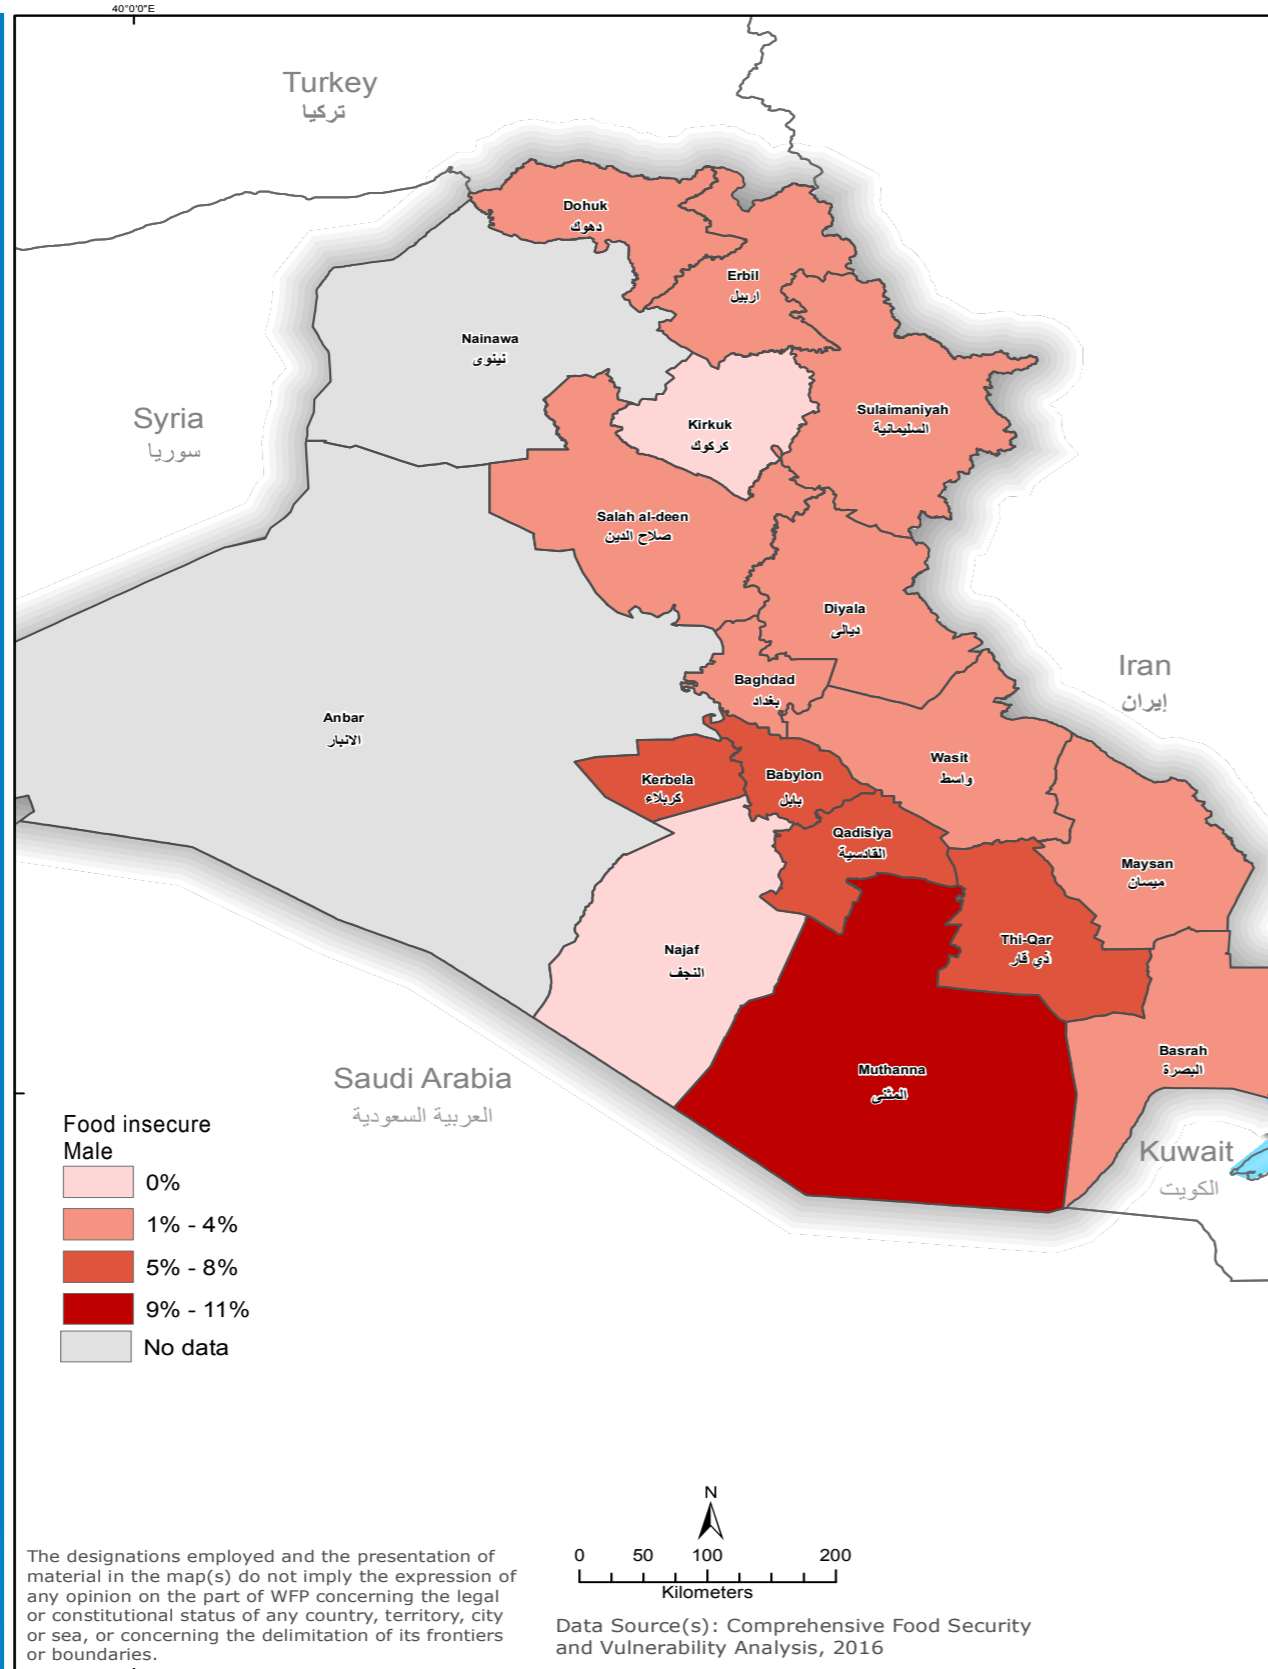 40°0'0"E
Turkey
تركيا
Dohuk
دهوك
Erbil
اربيل
Nainawa
نينوى
Syria
سوريا
Kirkuk
كركوك
Sulaimaniyah
السليمانية
Salah al-deen
صلاح الدين
Diyala
ديالى
Iran
إيران
Baghdad
بغداد
Anbar
الانبار
Wasit
واسط
Kerbela
كربلاء
Babylon
بابل
Qadisiya
القادسية
Maysan
ميسان
Najaf
النجف
Thi-Qar
ذي قار
Basrah
البصرة
Muthanna
المثنى
Saudi Arabia
العربية السعودية
Kuwait
الكويت
Food insecure
Male
0%
1% - 4%
5% - 8%
9% - 11%
No data
N
0 50 100 200
Kilometers
The designations employed and the presentation of
material in the map(s) do not imply the expression of
any opinion on the part of WFP concerning the legal
or constitutional status of any country, territory, city
or sea, or concerning the delimitation of its frontiers
or boundaries.
Data Source(s): Comprehensive Food Security
and Vulnerability Analysis, 2016